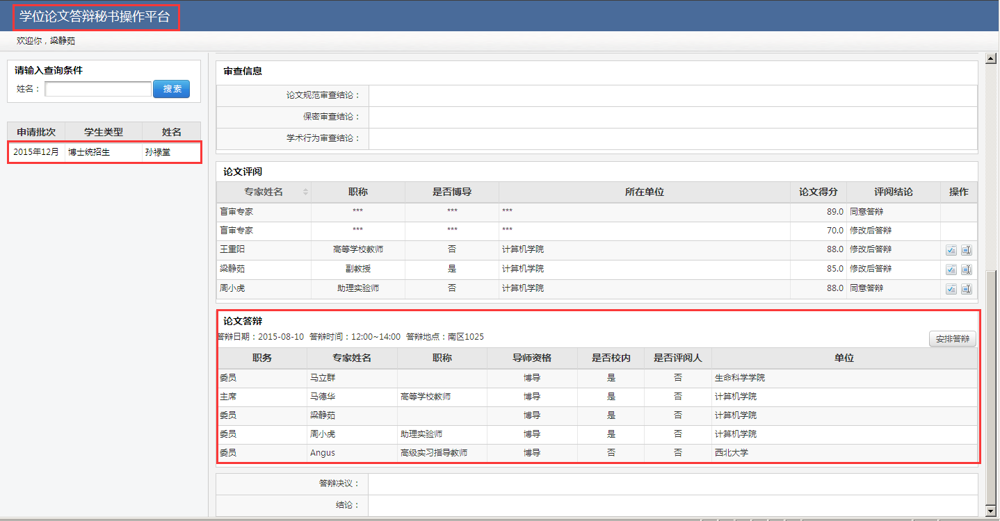 学位论文答辩秘书操作平台
欢迎你，梁静茹
请输入查询条件
姓名：
搜索
申请批次 学生类型 姓名
2015年12月 博士统招生 孙禄堂
审查信息
论文规范审查结论：
保密审查结论：
学术行为审查结论：
论文评阅
专家姓名 职称 是否博导 所在单位 论文得分 评阅结论 操作
盲审专家 *** *** *** 89.0 同意答辩
盲审专家 *** *** *** 70.0 修改后答辩
王重阳 高等学校教师 否 计算机学院 88.0 修改后答辩
梁静茹 副教授 是 计算机学院 85.0 修改后答辩
周小虎 助理实验师 否 计算机学院 88.0 同意答辩
论文答辩
答辩日期：2015-08-10 答辩时间：12:00~14:00 答辩地点：南区1025
安排答辩
职务 专家姓名 职称 导师资格 是否校内 是否评阅人 单位
委员 马立群 博导 是 否 生命科学学院
主席 马德华 高等学校教师 博导 是 否 计算机学院
委员 梁静茹 博导 是 否 计算机学院
委员 周小虎 助理实验师 博导 是 否 计算机学院
委员 Angus 高级实习指导教师 博导 否 否 西北大学
答辩决议：
结论：